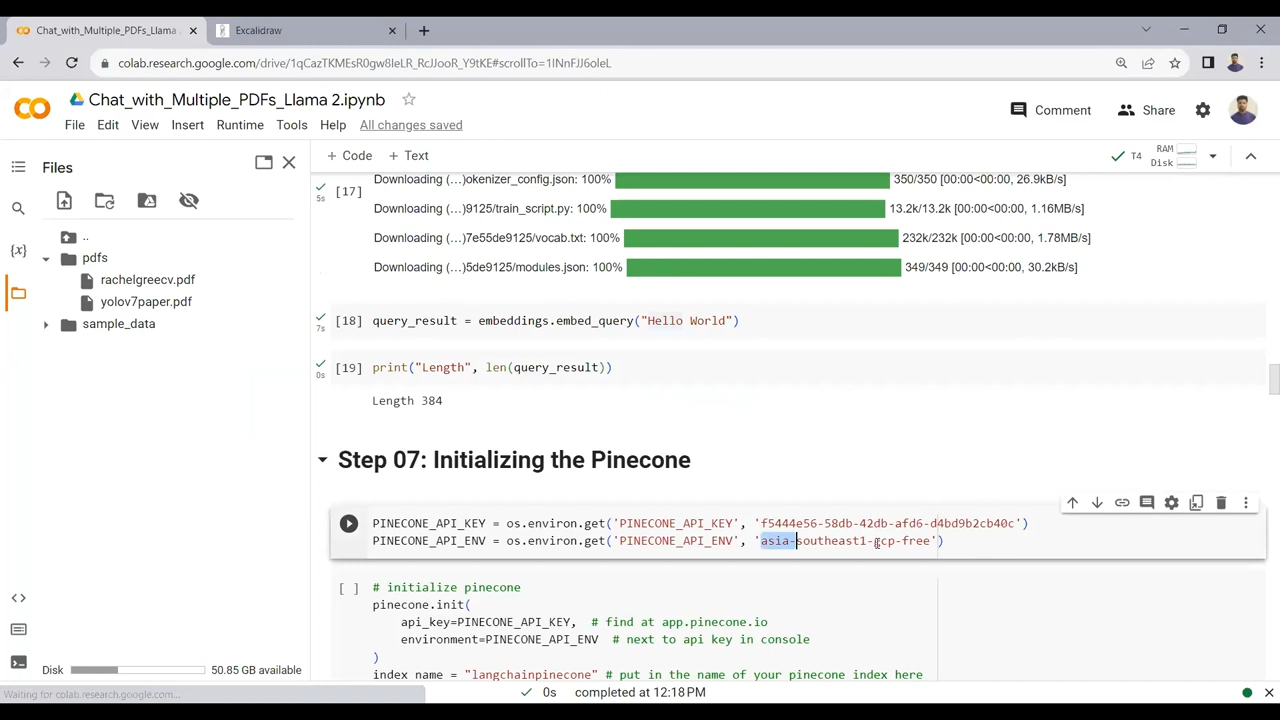 Chat_with_Multiple_PDFs_Llama
Excalidraw
colab.research.google.com/drive/1qCazTKMEsR0gw8IeLR_RcJJooR_Y9tKE#scrollTo=1INnFJJ6oleL
Chat_with_Multiple_PDFs_Llama 2.ipynb
File Edit View Insert Runtime Tools Help All changes saved
Comment Share
Files
+ Code + Text
T4 RAM Disk
..
pdfs
rachelgreecv.pdf
yolov7paper.pdf
sample_data
5s [17] Downloading (…)okenizer_config.json: 100% 350/350 [00:00<00:00, 26.9kB/s]
Downloading (…)9125/train_script.py: 100% 13.2k/13.2k [00:00<00:00, 1.16MB/s]
Downloading (…)7e55de9125/vocab.txt: 100% 232k/232k [00:00<00:00, 1.78MB/s]
Downloading (…)5de9125/modules.json: 100% 349/349 [00:00<00:00, 30.2kB/s]
7s [18] query_result = embeddings.embed_query("Hello World")
0s [19] print("Length", len(query_result))
Length 384
Step 07: Initializing the Pinecone
PINECONE_API_KEY = os.environ.get('PINECONE_API_KEY', 'f5444e56-58db-42db-afd6-d4bd9b2cb40c')
PINECONE_API_ENV = os.environ.get('PINECONE_API_ENV', 'asia-southeast1-gcp-free')
[ ] # initialize pinecone
pinecone.init(
api_key=PINECONE_API_KEY, # find at app.pinecone.io
environment=PINECONE_API_ENV # next to api key in console
)
index_name = "langchainpinecone" # put in the name of your pinecone index here
Disk 50.85 GB available
Waiting for colab.research.google.com...
0s completed at 12:18 PM